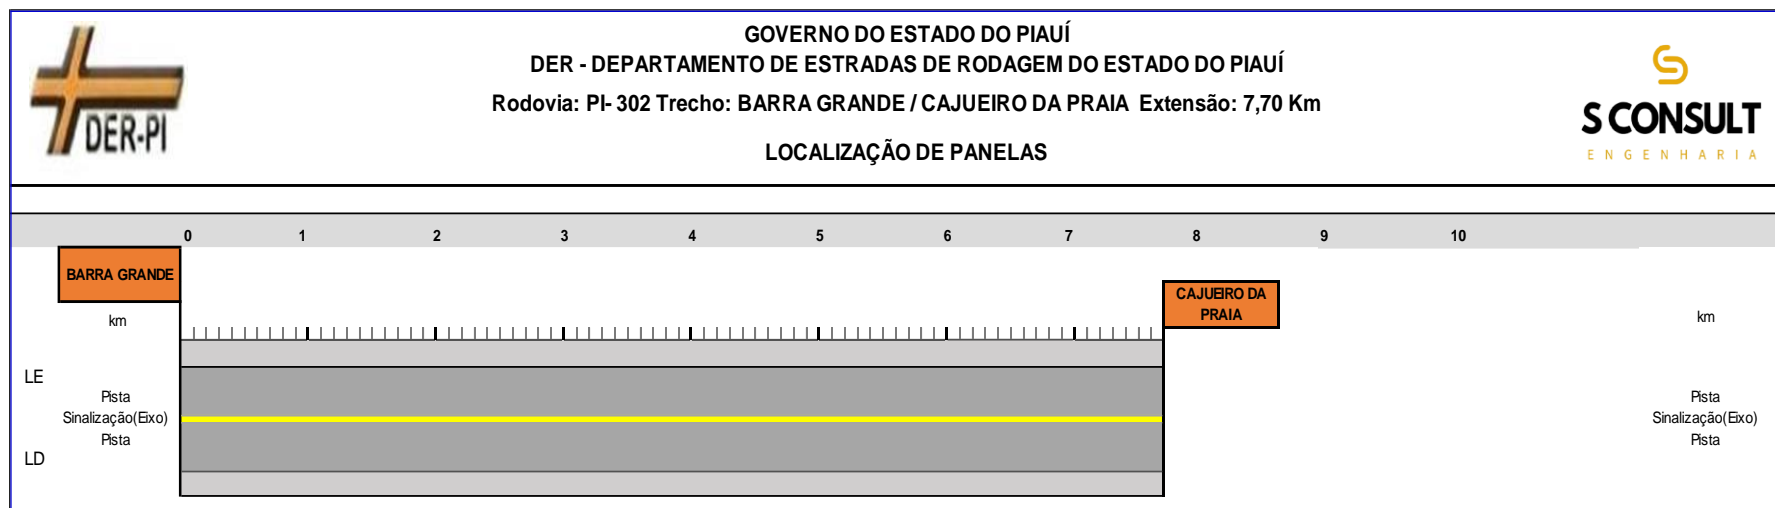 GOVERNO DO ESTADO DO PIAUÍ
DER - DEPARTAMENTO DE ESTRADAS DE RODAGEM DO ESTADO DO PIAUÍ
Rodovia: PI- 302 Trecho: BARRA GRANDE / CAJUEIRO DA PRAIA Extensão: 7,70 Km
LOCALIZAÇÃO DE PANELAS
DER-PI
S CONSULT
ENGENHARIA
0 1 2 3 4 5 6 7 8 9 10
BARRA GRANDE
CAJUEIRO DA
PRAIA
km
km
LE
Pista
Sinalização(Eixo)
Pista
LD
Pista
Sinalização(Eixo)
Pista